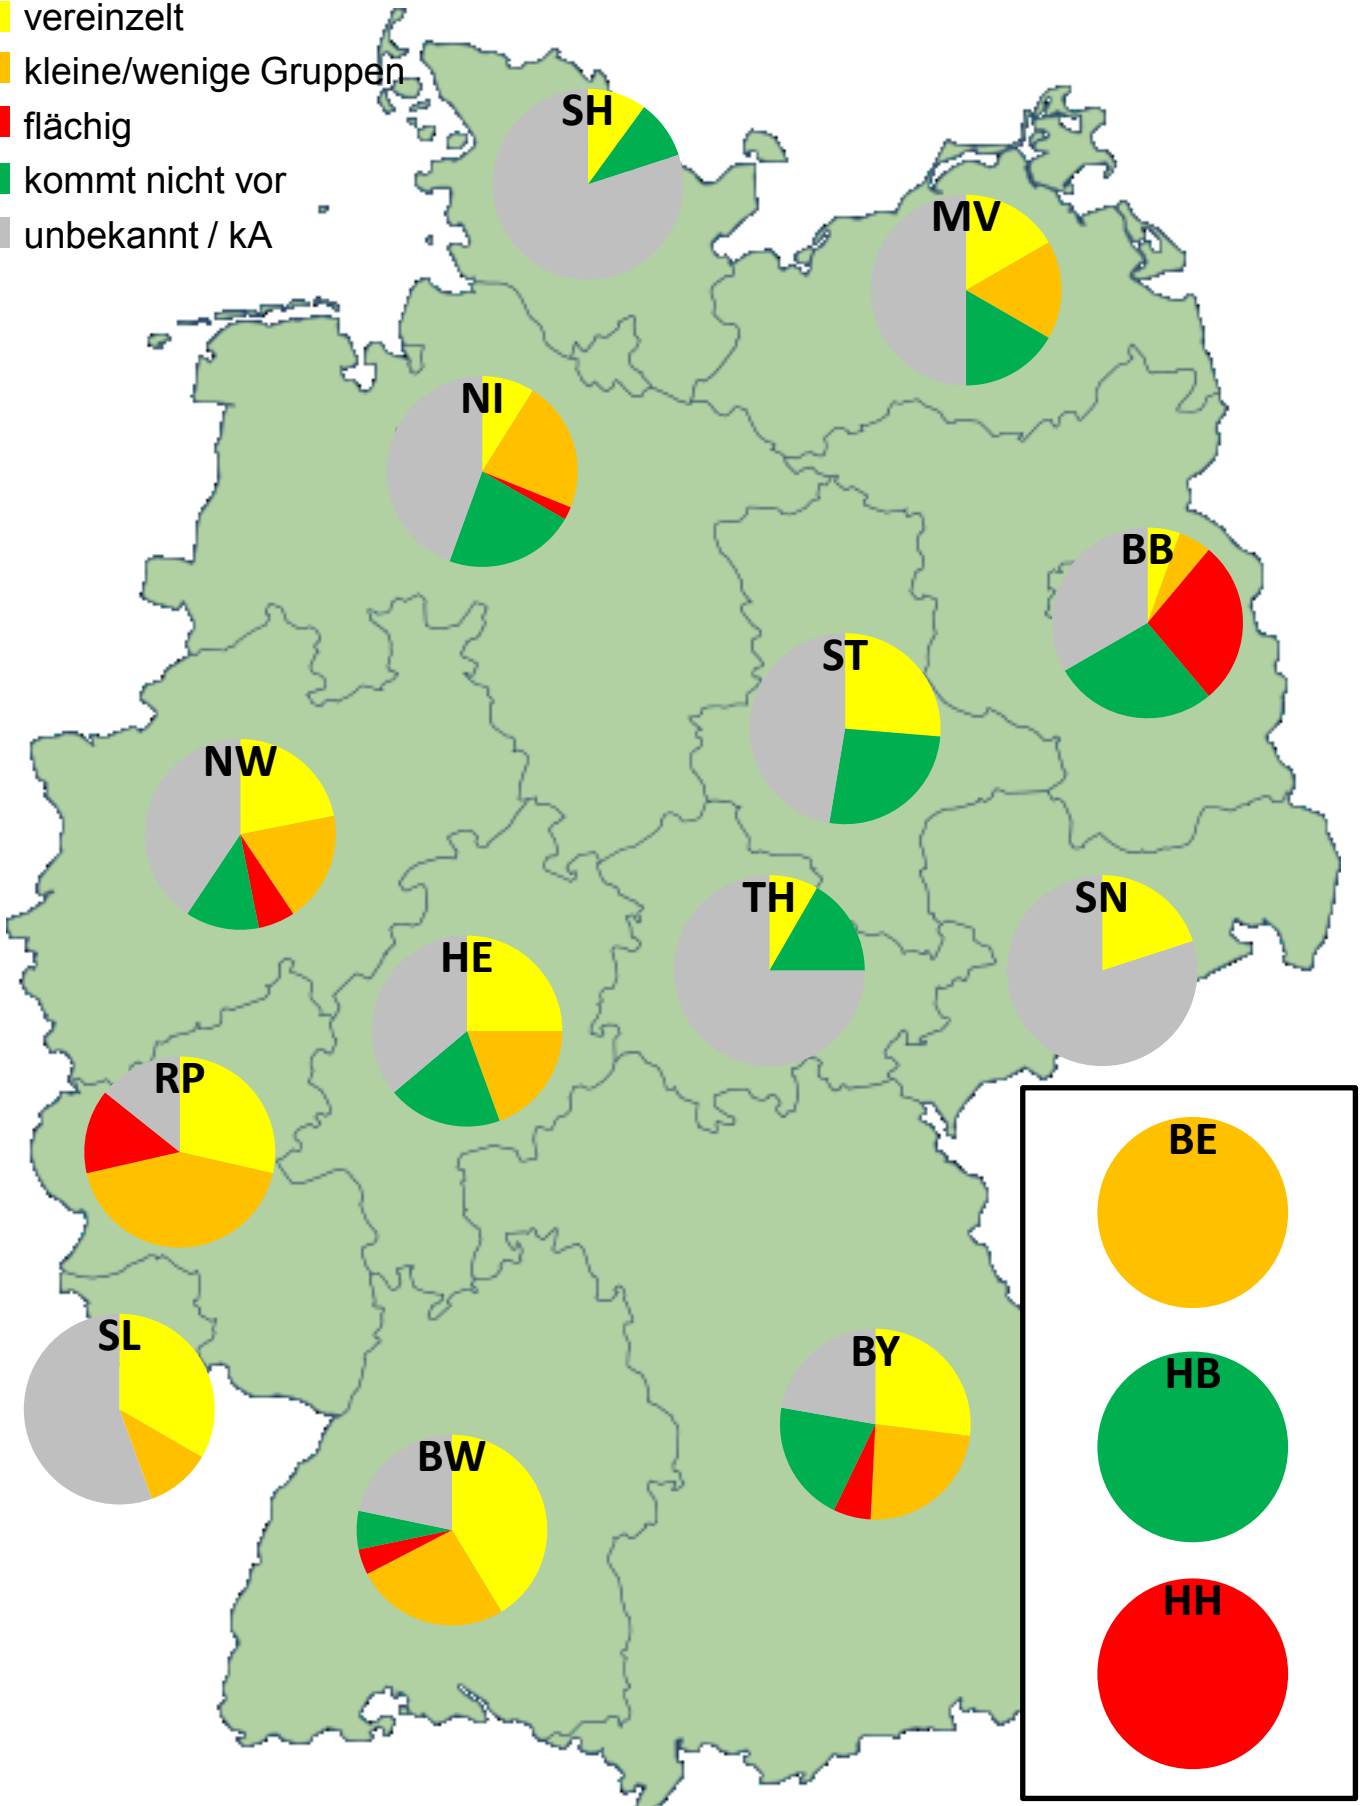 vereinzelt
kleine/wenige Gruppen
flächig
kommt nicht vor
unbekannt / kA
SH
MV
NI
BB
ST
NW
TH
SN
HE
RP
BE
SL
BY
HB
BW
HH